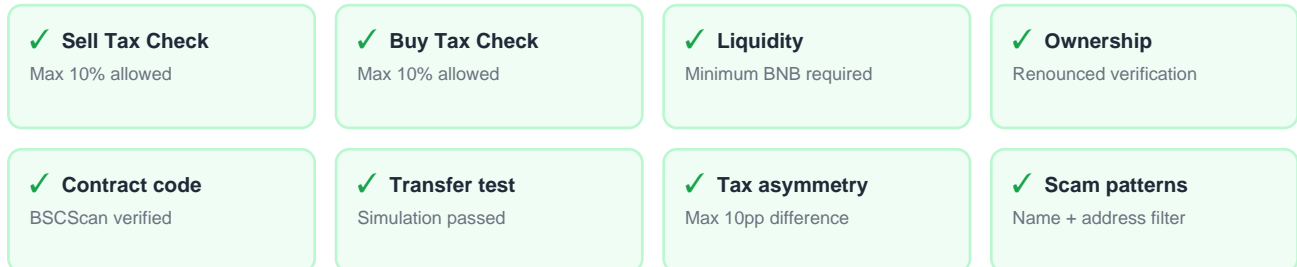 ✓ Sell Tax Check
Max 10% allowed
✓ Buy Tax Check
Max 10% allowed
✓ Liquidity
Minimum BNB required
✓ Ownership
Renounced verification
✓ Contract code
BSCScan verified
✓ Transfer test
Simulation passed
✓ Tax asymmetry
Max 10pp difference
✓ Scam patterns
Name + address filter